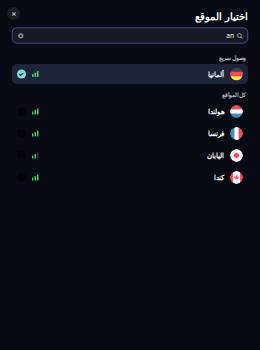 اختيار الموقع
an
وصول سريع
ألمانيا
كل المواقع
هولندا
فرنسا
اليابان
كندا